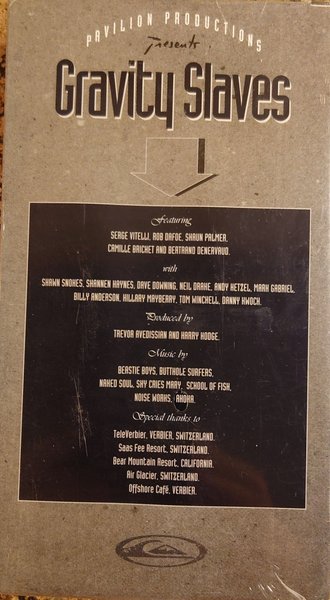 PAVILION PRODUCTIONS
Presents
Gravity Slaves
Featuring
SERGE VITELLI, ROB DAFOE, SHAUN PALMER,
CAMILLE BRICHET AND BERTRAND DENERVAUD.
with
SHAWN SNOKES, SHANNEN HAYNES, DAVE DOWNING, NEIL DRAKE, ANDY HETZEL, MARK GABRIEL,
BILLY ANDERSON, HILLARY MAYBERRY, TOM WINCHELL, DANNY KWOCK.
Produced by
TREVOR AVEDISSIAN AND HARRY HODGE.
Music by
BEASTIE BOYS, BUTTHOLE SURFERS,
NAKED SOUL, SKY CRIES MARY, SCHOOL OF FISH,
NOISE WORKS, AHOHA.
Special thanks to
TeleVerbier, VERBIER, SWITZERLAND.
Saas Fee Resort, SWITZERLAND.
Bear Mountain Resort, CALIFORNIA.
Air Glacier, SWITZERLAND.
Offshore Café, VERBIER.